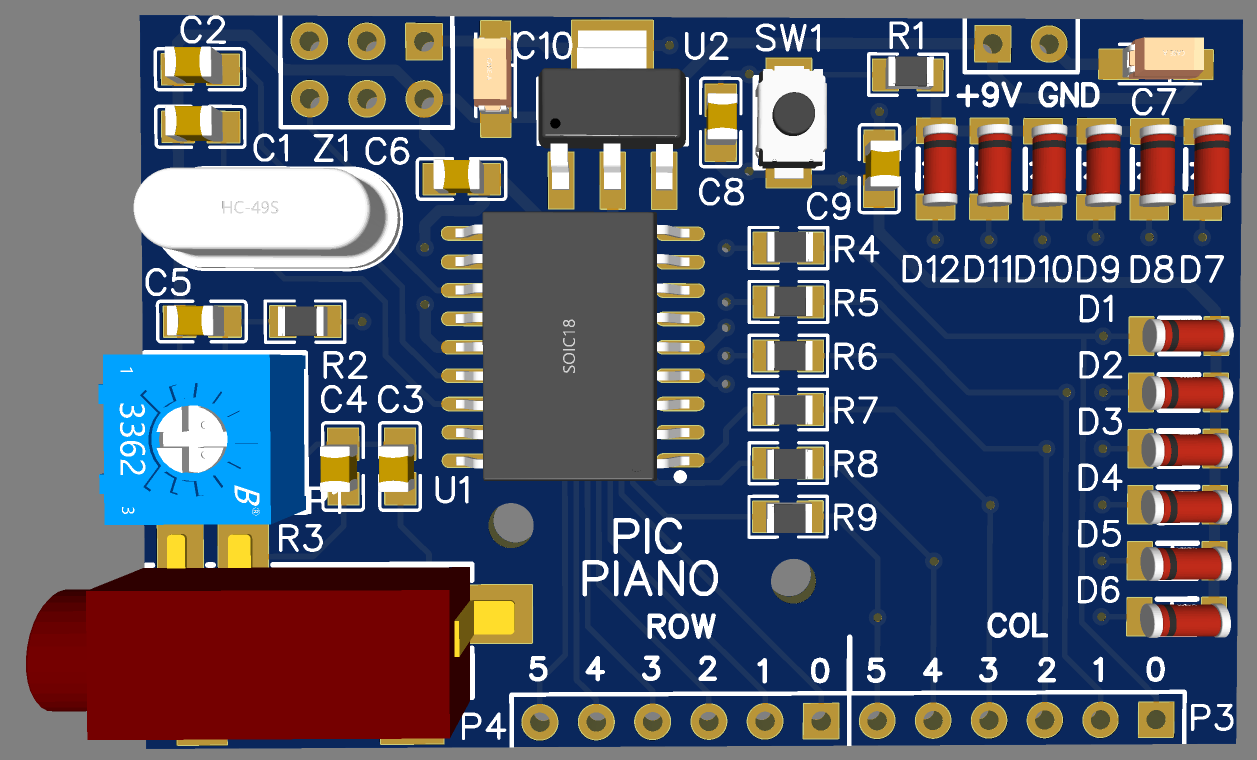 C2
C10
U2
SW1
R1
+9V GND
C7
C1 Z1 C6
C8
C9
HC-49S
C5
R4
D12 D11 D10 D9 D8 D7
R5
D1
SOIC18
R6
D2
R2
C4 C3
R7
D3
1
3362
3
B®
R8
D4
P1
U1
R9
D5
R3
PIC
PIANO
D6
ROW
COL
5 4 3 2 1 0 5 4 3 2 1 0
P4
P3